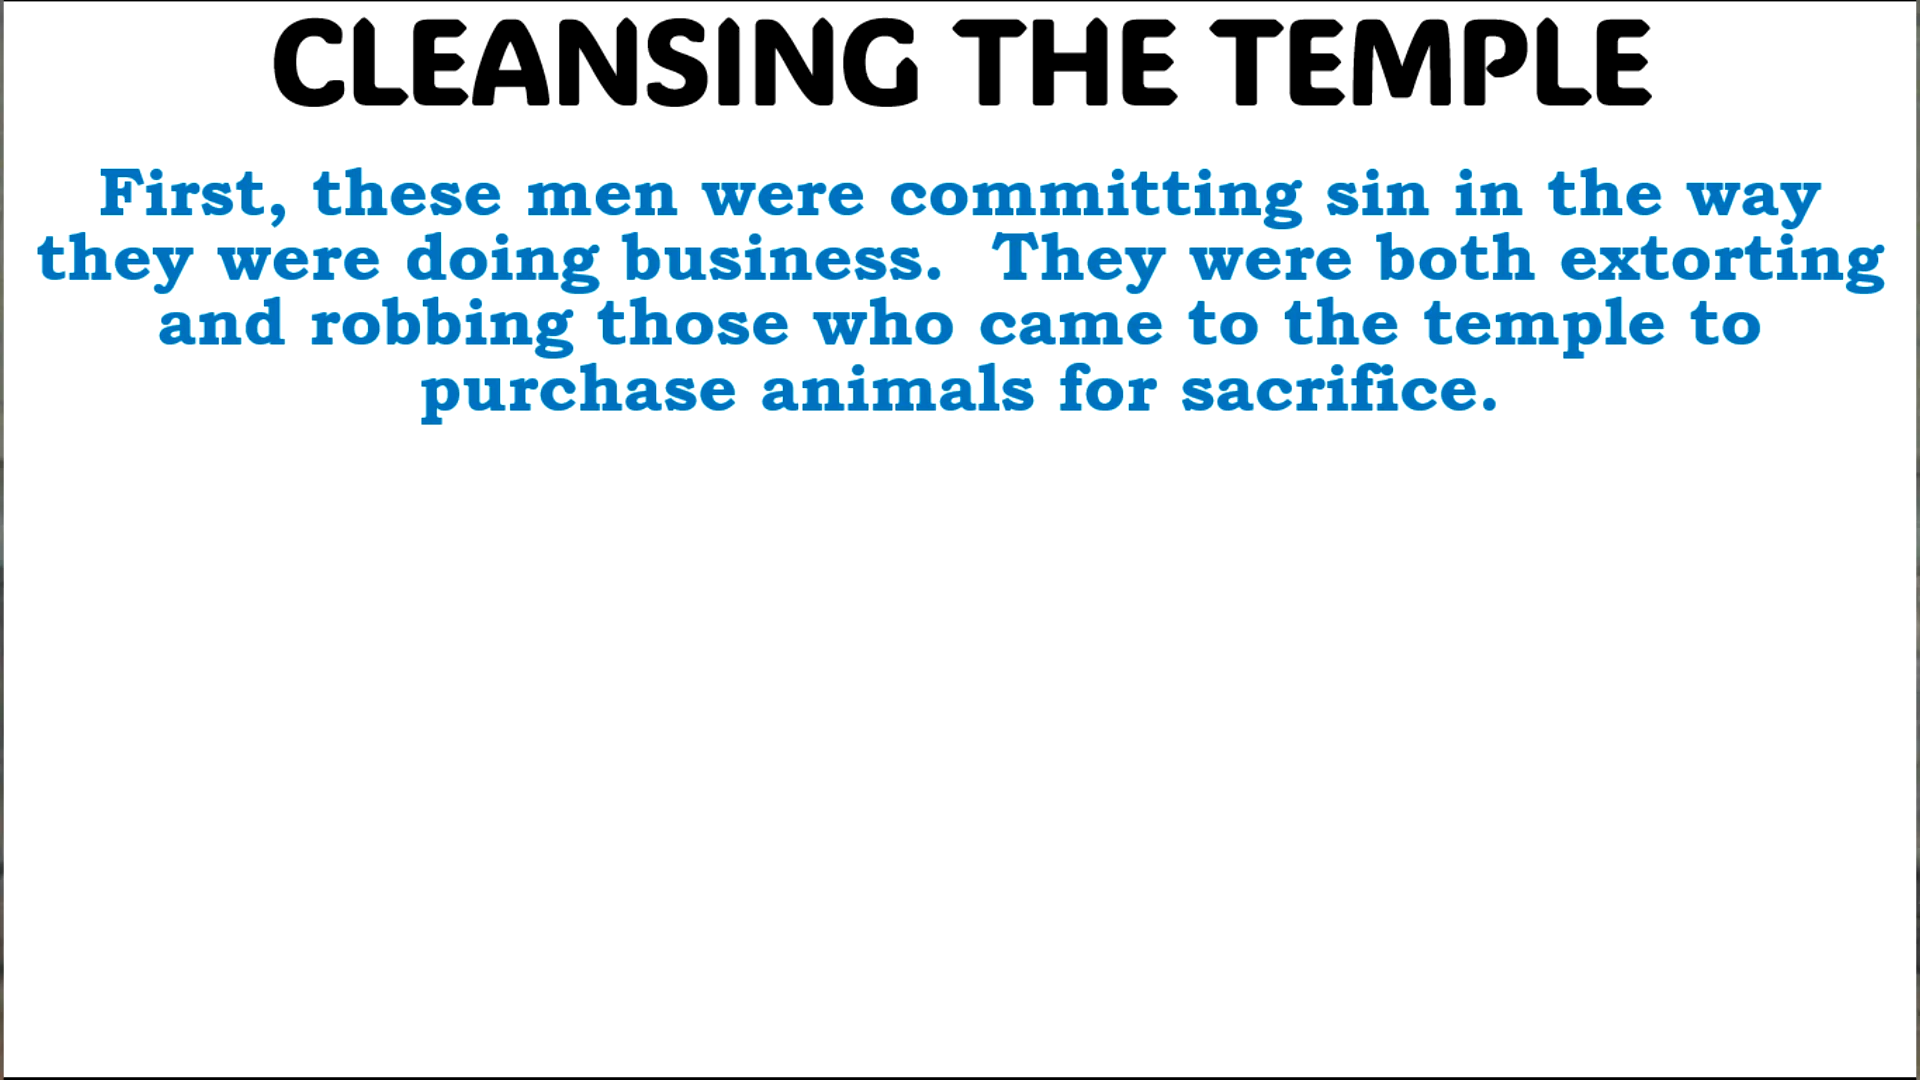 CLEANSING THE TEMPLE
First, these men were committing sin in the way
they were doing business.  They were both extorting
and robbing those who came to the temple to
purchase animals for sacrifice.